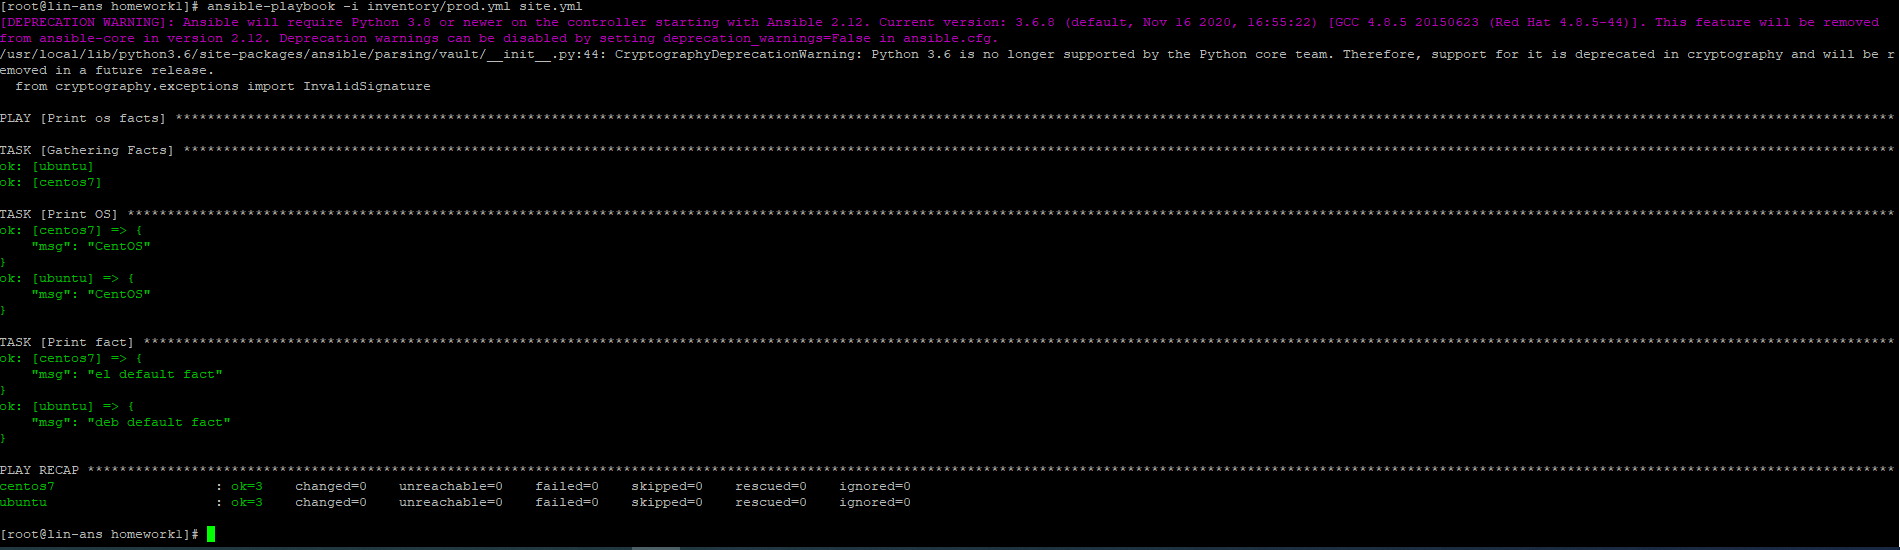 [root@lin-ans homework1]# ansible-playbook -i inventory/prod.yml site.yml
[DEPRECATION WARNING]: Ansible will require Python 3.8 or newer on the controller starting with Ansible 2.12. Current version: 3.6.8 (default, Nov 16 2020, 16:55:22) [GCC 4.8.5 20150623 (Red Hat 4.8.5-44)]. This feature will be removed
from ansible-core in version 2.12. Deprecation warnings can be disabled by setting deprecation_warnings=False in ansible.cfg.
/usr/local/lib/python3.6/site-packages/ansible/parsing/vault/__init__.py:44: CryptographyDeprecationWarning: Python 3.6 is no longer supported by the Python core team. Therefore, support for it is deprecated in cryptography and will be r
emoved in a future release.
  from cryptography.exceptions import InvalidSignature
PLAY [Print os facts] ************************************************************************************************************************************************************************************************************************
TASK [Gathering Facts] ***********************************************************************************************************************************************************************************************************************
ok: [ubuntu]
ok: [centos7]
TASK [Print OS] ******************************************************************************************************************************************************************************************************************************
ok: [centos7] => {
    "msg": "CentOS"
}
ok: [ubuntu] => {
    "msg": "CentOS"
}
TASK [Print fact] ****************************************************************************************************************************************************************************************************************************
ok: [centos7] => {
    "msg": "el default fact"
}
ok: [ubuntu] => {
    "msg": "deb default fact"
}
PLAY RECAP ***********************************************************************************************************************************************************************************************************************************
centos7                    : ok=3    changed=0    unreachable=0    failed=0    skipped=0    rescued=0    ignored=0
ubuntu                     : ok=3    changed=0    unreachable=0    failed=0    skipped=0    rescued=0    ignored=0
[root@lin-ans homework1]#